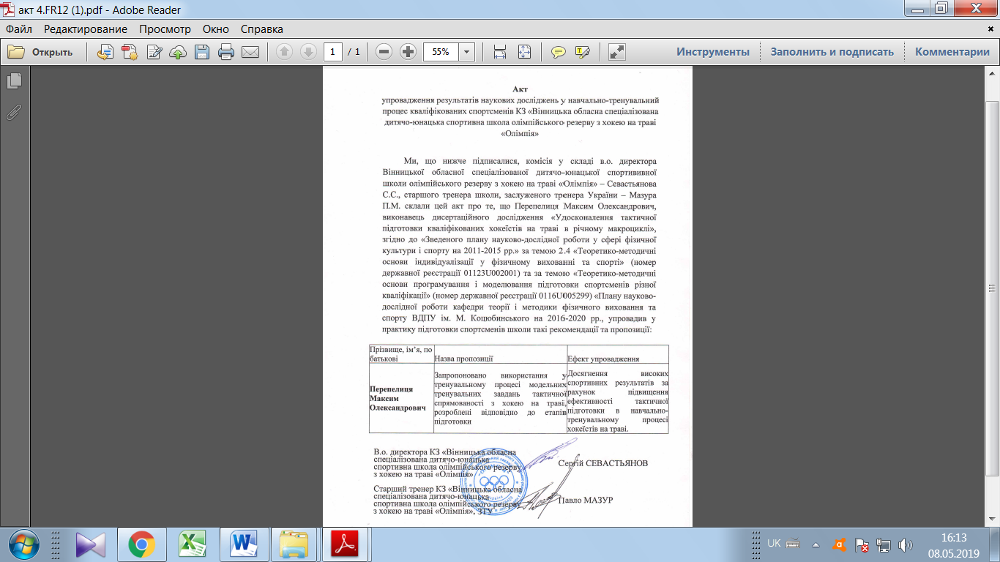 акт 4.FR12 (1).pdf - Adobe Reader
Файл Редактирование Просмотр Окно Справка
Открыть 1 / 1 55% Инструменты Заполнить и подписать Комментарии
Акт
упровадження результатів наукових досліджень у навчально-тренувальний
процес кваліфікованих спортсменів КЗ «Вінницька обласна спеціалізована
дитячо-юнацька спортивна школа олімпійського резерву з хокею на траві
«Олімпія»
Ми, що нижче підписалися, комісія у складі в.о. директора
Вінницької обласної спеціалізованої дитячо-юнацької спортививної
школи олімпійського резерву з хокею на траві «Олімпія» – Севастьянова
С.С., старшого тренера школи, заслуженого тренера України – Мазура
П.М. склали цей акт про те, що Перепелиця Максим Олександрович,
виконавець дисертаційного дослідження «Удосконалення тактичної
підготовки кваліфікованих хокеїстів на траві в річному макроциклі»,
згідно до «Зведеного плану науково-дослідної роботи у сфері фізичної
культури і спорту на 2011-2015 рр.» за темою 2.4 «Теоретико-методичні
основи індивідуалізації у фізичному вихованні та спорті» (номер
державної реєстрації 01123U002001) та за темою «Теоретико-методичні
основи програмування і моделювання підготовки спортсменів різної
кваліфікації» (номер державної реєстрації 0116U005299) «Плану науково-
дослідної роботи кафедри теорії і методики фізичного виховання та
спорту ВДПУ ім. М. Коцюбинського на 2016-2020 рр., упровадив у
практику підготовки спортсменів школи такі рекомендації та пропозиції:
Прізвище, ім’я, по
батькові
Назва пропозиції
Ефект упровадження
Перепелиця
Максим
Олександрович
Запропоновано використання у
тренувальному процесі модельних
тренувальних завдань тактичної
спрямованості з хокею на траві,
розроблені відповідно до етапів
підготовки
Досягнення високих
спортивних результатів за
рахунок підвищення
ефективності тактичної
підготовки в навчально-
тренувальному процесі
хокеїстів на траві.
В.о. директора КЗ «Вінницька обласна
спеціалізована дитячо-юнацька
спортивна школа олімпійського резерву
з хокею на траві «Олімпія»
Сергій СЕВАСТЬЯНОВ
Старший тренер КЗ «Вінницька обласна
спеціалізована дитячо-юнацька
спортивна школа олімпійського резерву
з хокею на траві «Олімпія», ЗТУ
Павло МАЗУР
UK 16:13
08.05.2019